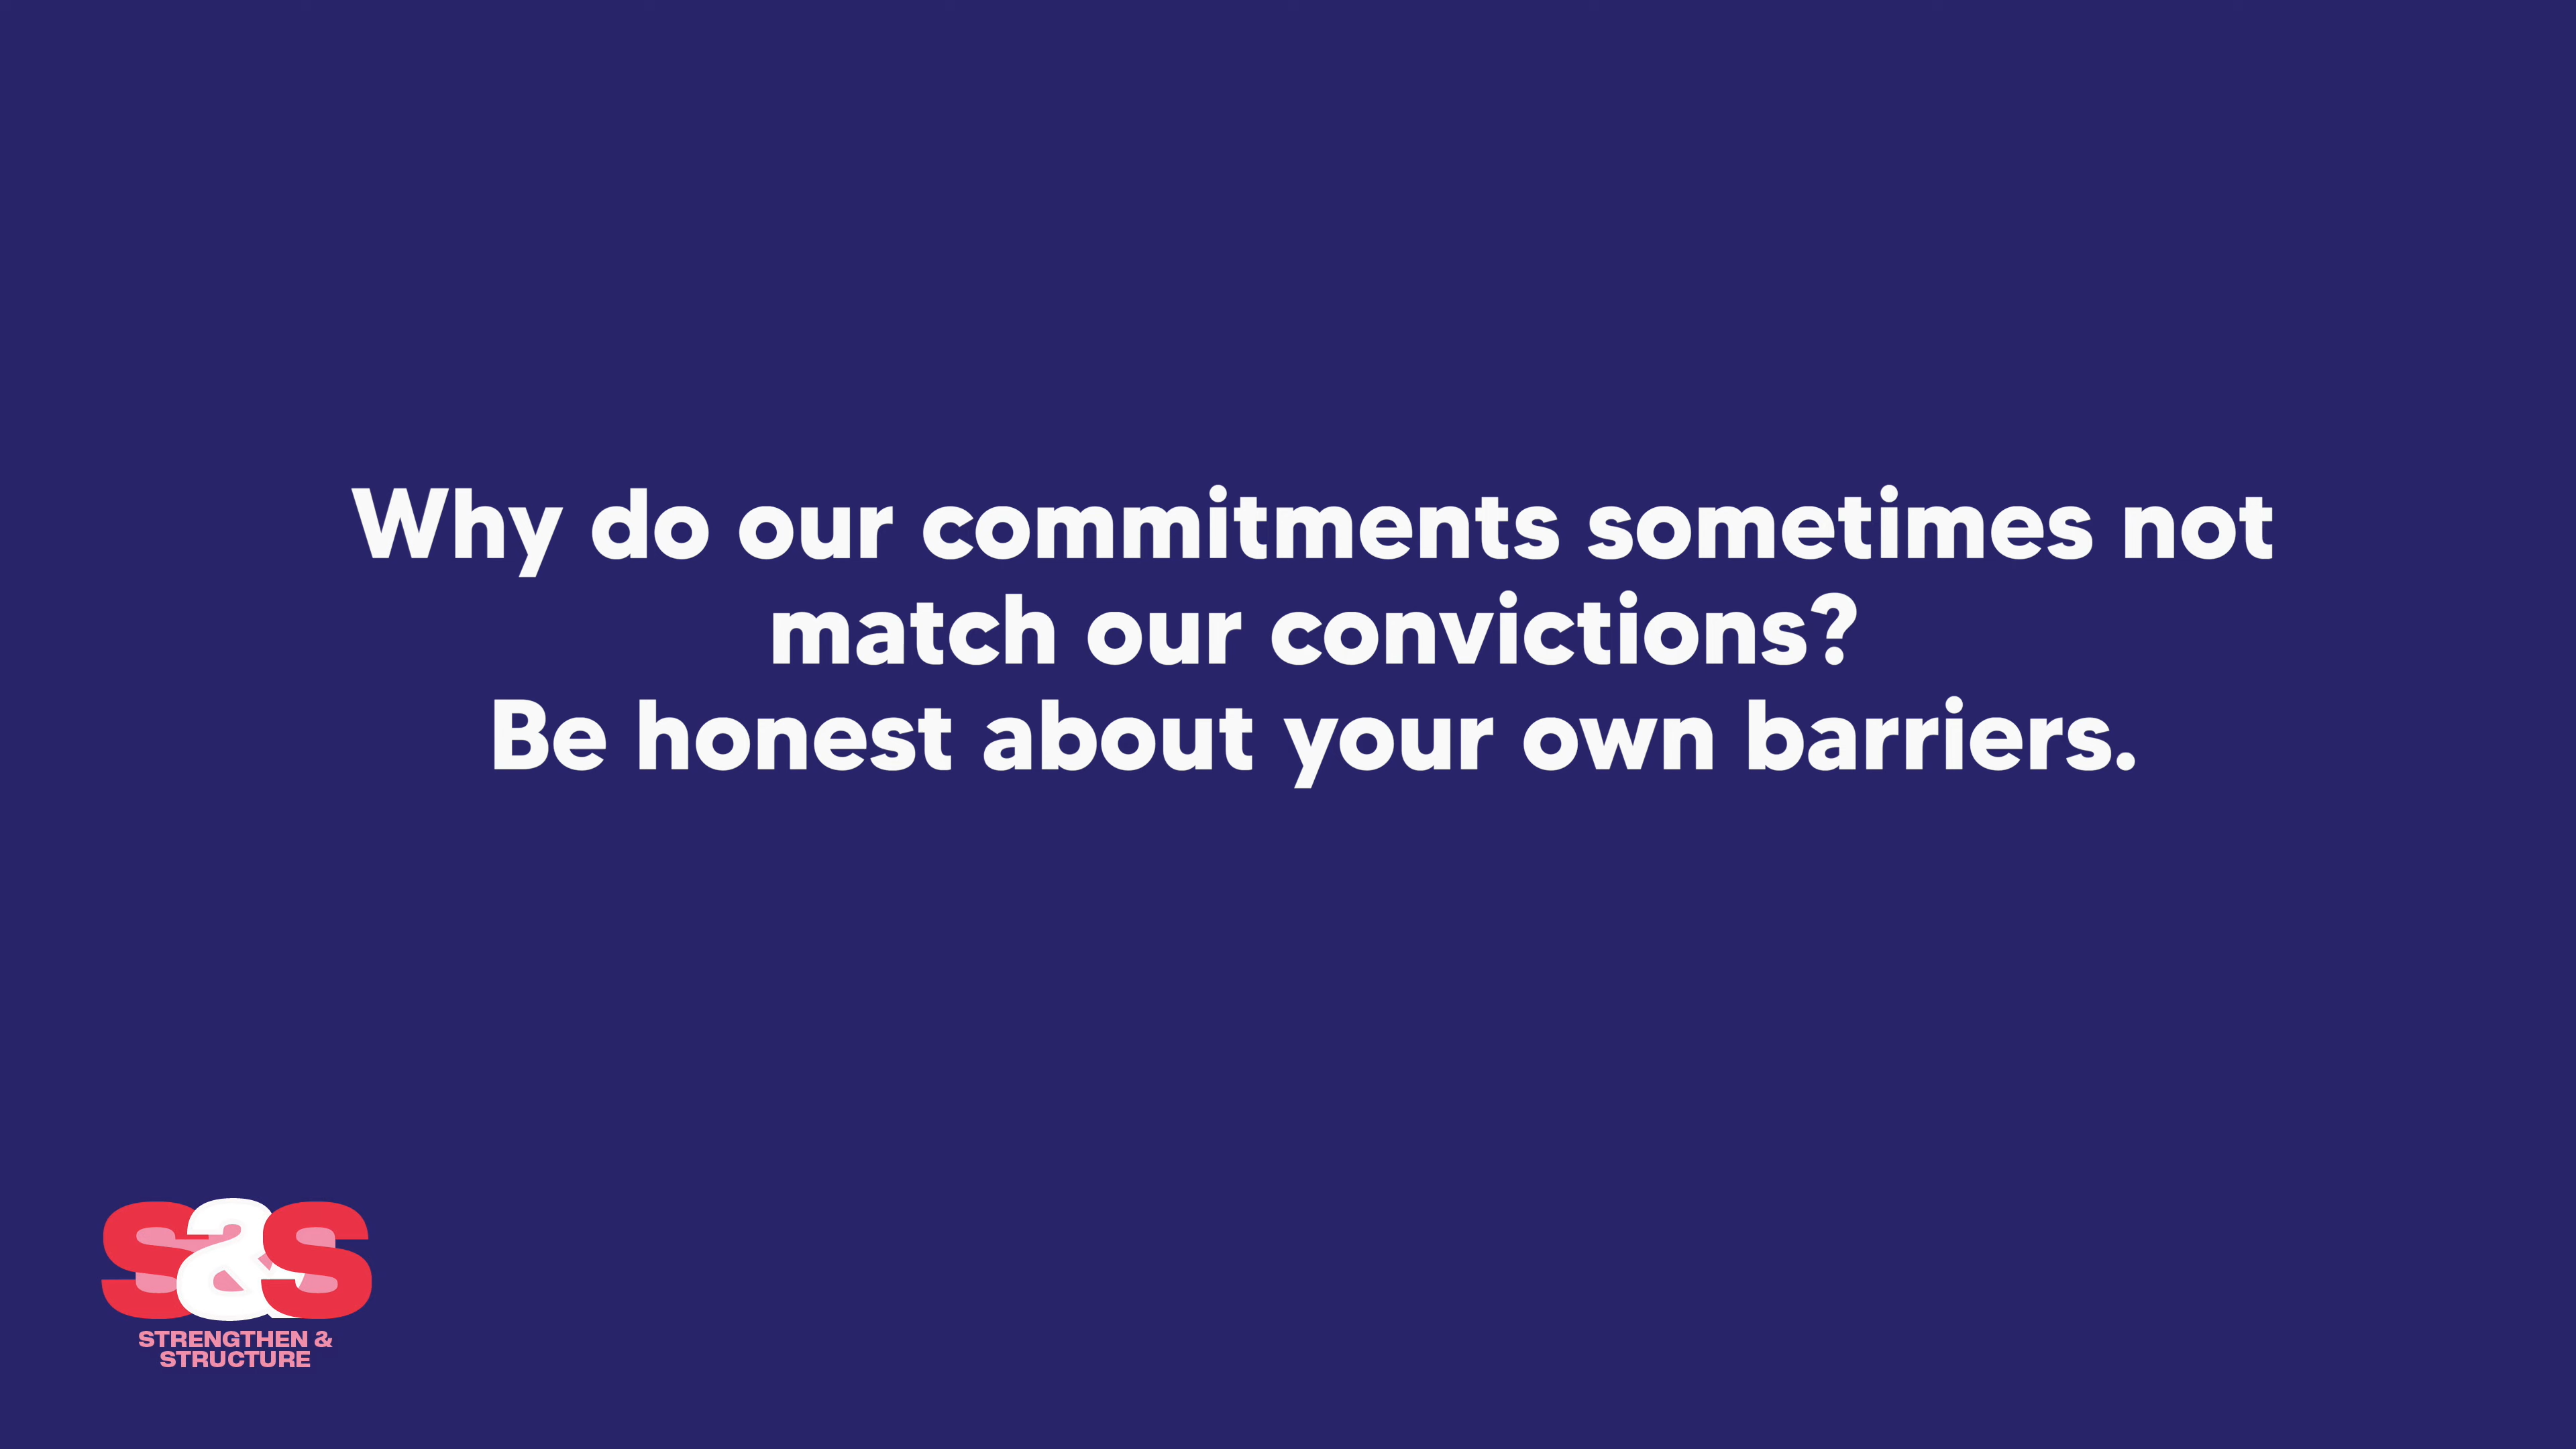 Why do our commitments sometimes not
match our convictions?
Be honest about your own barriers.
s&s
STRENGTHEN &
STRUCTURE